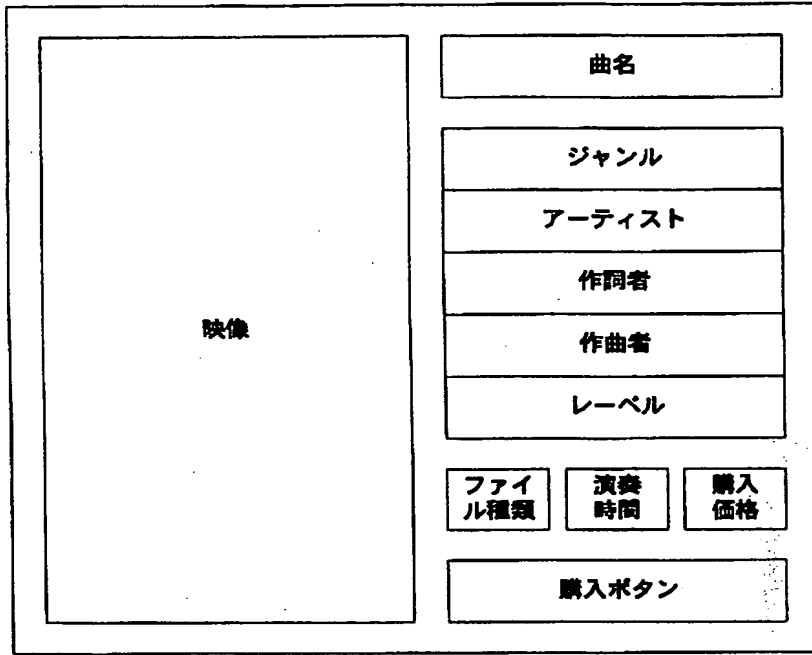 映像
曲名
ジャンル
アーティスト
作詞者
作曲者
レーベル
ファイ
ル種類
演奏
時間
購入
価格
購入ボタン